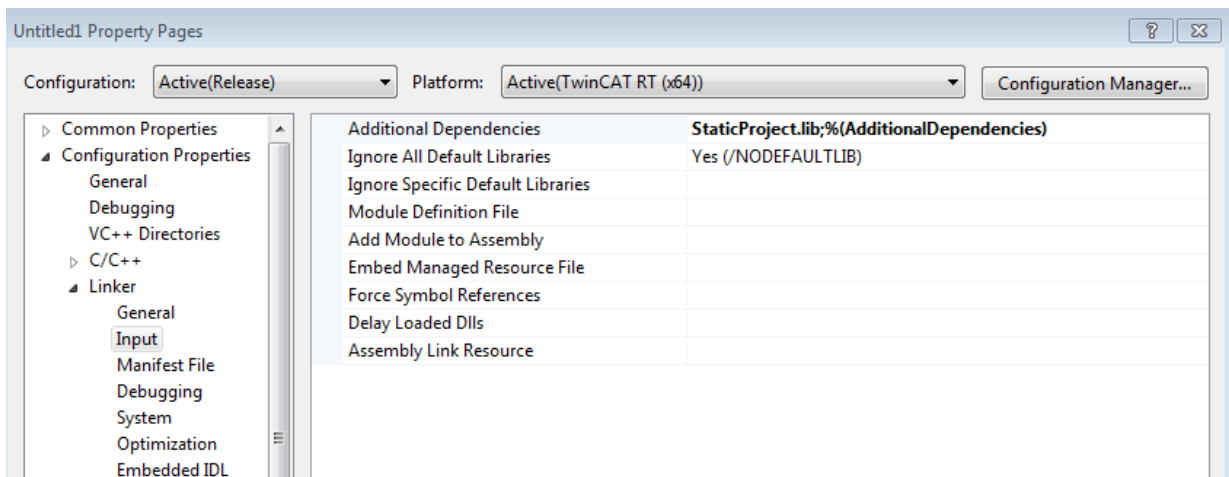 Untitled1 Property Pages
Configuration: Active(Release) Platform: Active(TwinCAT RT (x64)) Configuration Manager...
Common Properties
Configuration Properties
General
Debugging
VC++ Directories
C/C++
Linker
General
Input
Manifest File
Debugging
System
Optimization
Embedded IDL
Additional Dependencies StaticProject.lib;%(AdditionalDependencies)
Ignore All Default Libraries Yes (/NODEFAULTLIB)
Ignore Specific Default Libraries
Module Definition File
Add Module to Assembly
Embed Managed Resource File
Force Symbol References
Delay Loaded Dlls
Assembly Link Resource